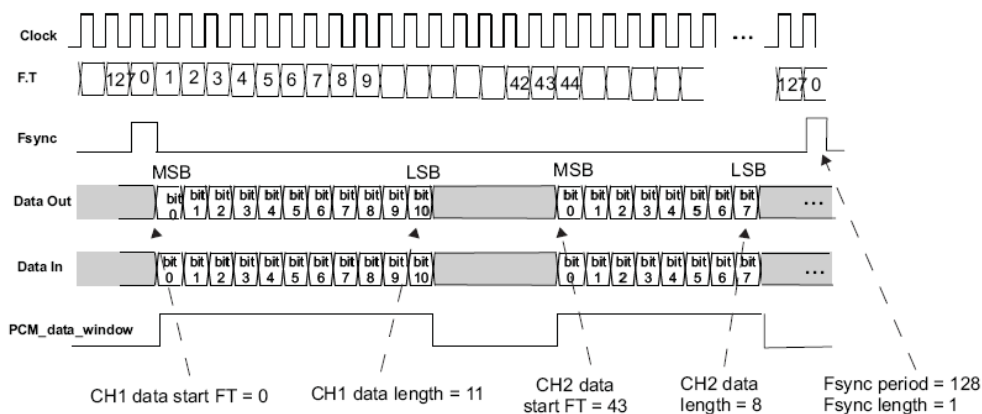 Clock
...
F.T
127 0 1 2 3 4 5 6 7 8 9 42 43 44 127 0
Fsync
MSB LSB MSB LSB
Data Out
bit 0 bit 1 bit 2 bit 3 bit 4 bit 5 bit 6 bit 7 bit 8 bit 9 bit 10 bit 0 bit 1 bit 2 bit 3 bit 4 bit 5 bit 6 bit 7 ...
Data In
bit 0 bit 1 bit 2 bit 3 bit 4 bit 5 bit 6 bit 7 bit 8 bit 9 bit 10 bit 0 bit 1 bit 2 bit 3 bit 4 bit 5 bit 6 bit 7 ...
PCM_data_window
CH1 data start FT = 0
CH1 data length = 11
CH2 data
start FT = 43
CH2 data
length = 8
Fsync period = 128
Fsync length = 1